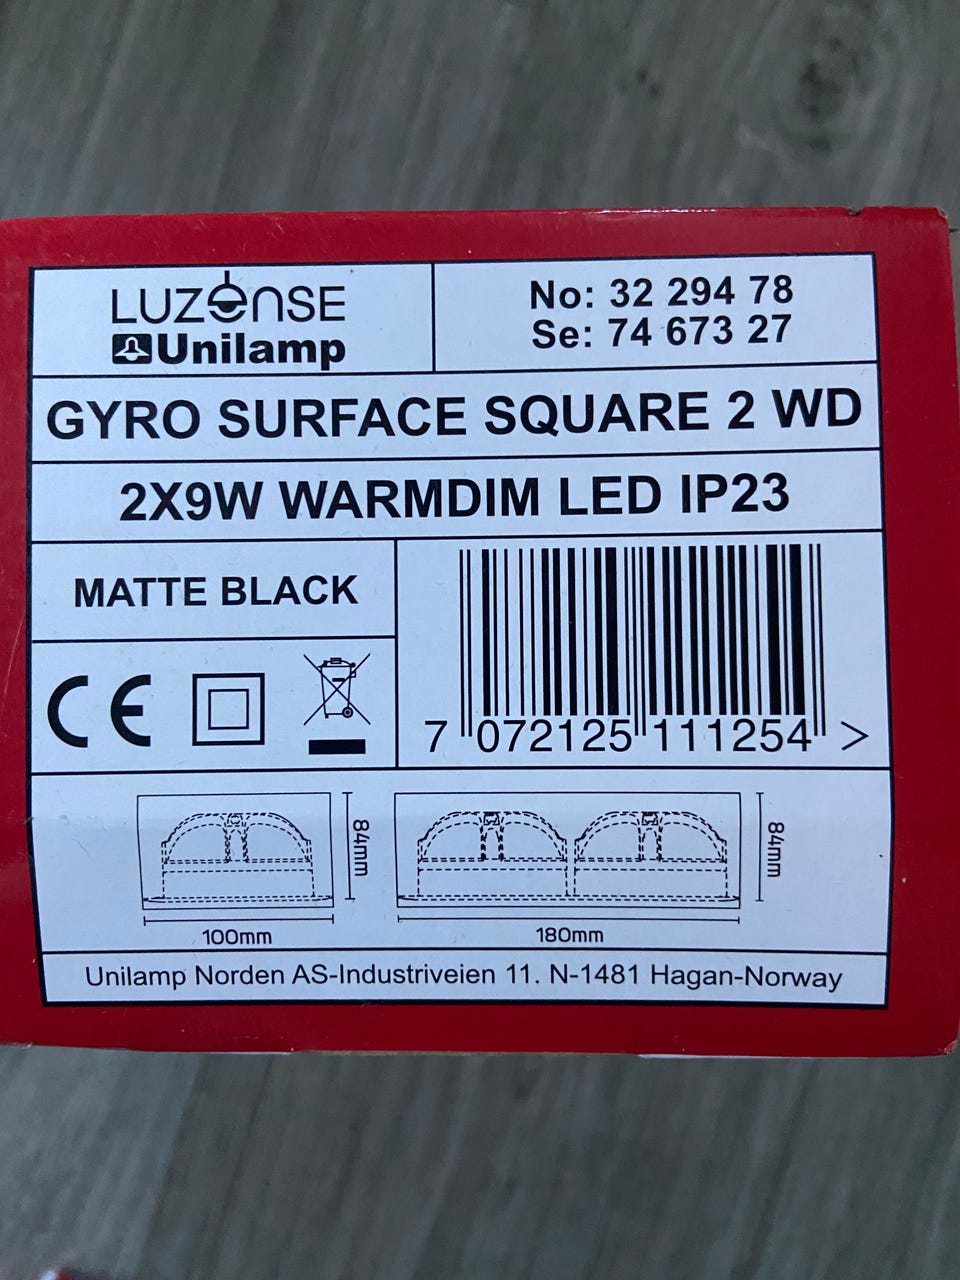 LUZENSE
Unilamp
No: 32 294 78
Se: 74 673 27
GYRO SURFACE SQUARE 2 WD
2X9W WARMDIM LED IP23
MATTE BLACK
CE
7 072125 111254 >
84mm
100mm
84mm
180mm
Unilamp Norden AS-Industriveien 11. N-1481 Hagan-Norway